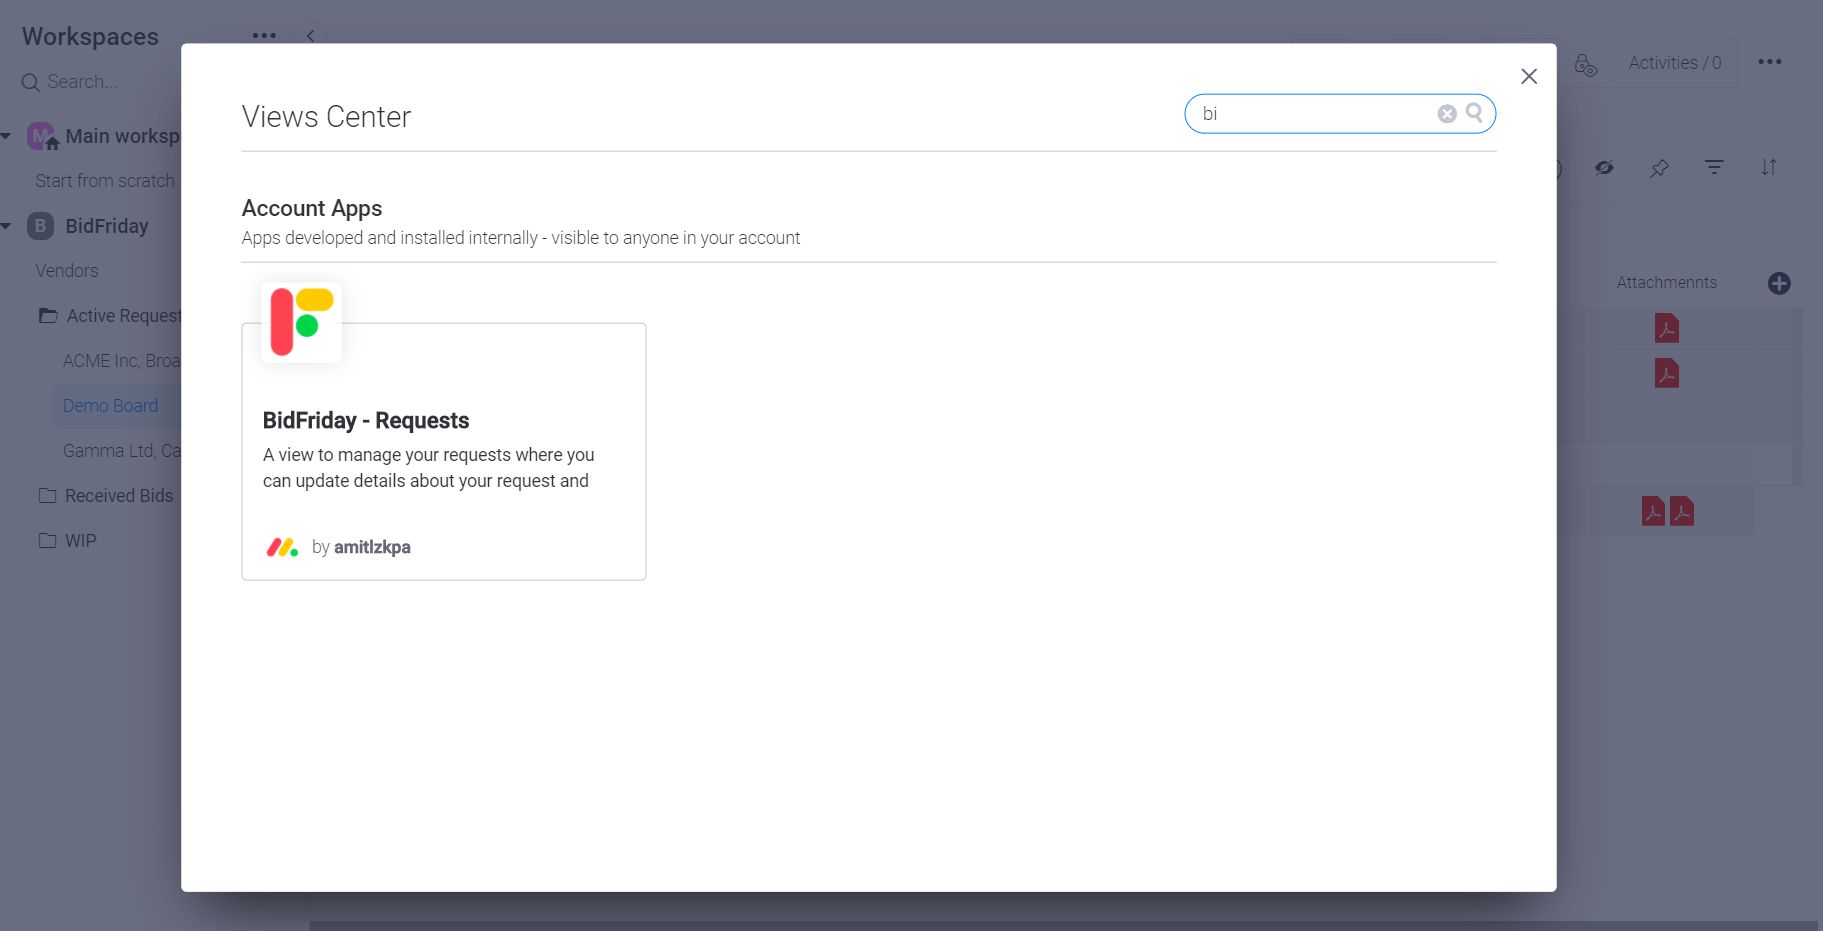 Workspaces
Search...
M
Main worksp
Start from scratch
B
BidFriday
Vendors
Active Request
ACME Inc, Broa
Demo Board
Gamma Ltd, Ca
Received Bids
WIP
Activities / 0
Attachmennts
Views Center
bi
Account Apps
Apps developed and installed internally - visible to anyone in your account
BidFriday - Requests
A view to manage your requests where you
can update details about your request and
by amitlzkpa